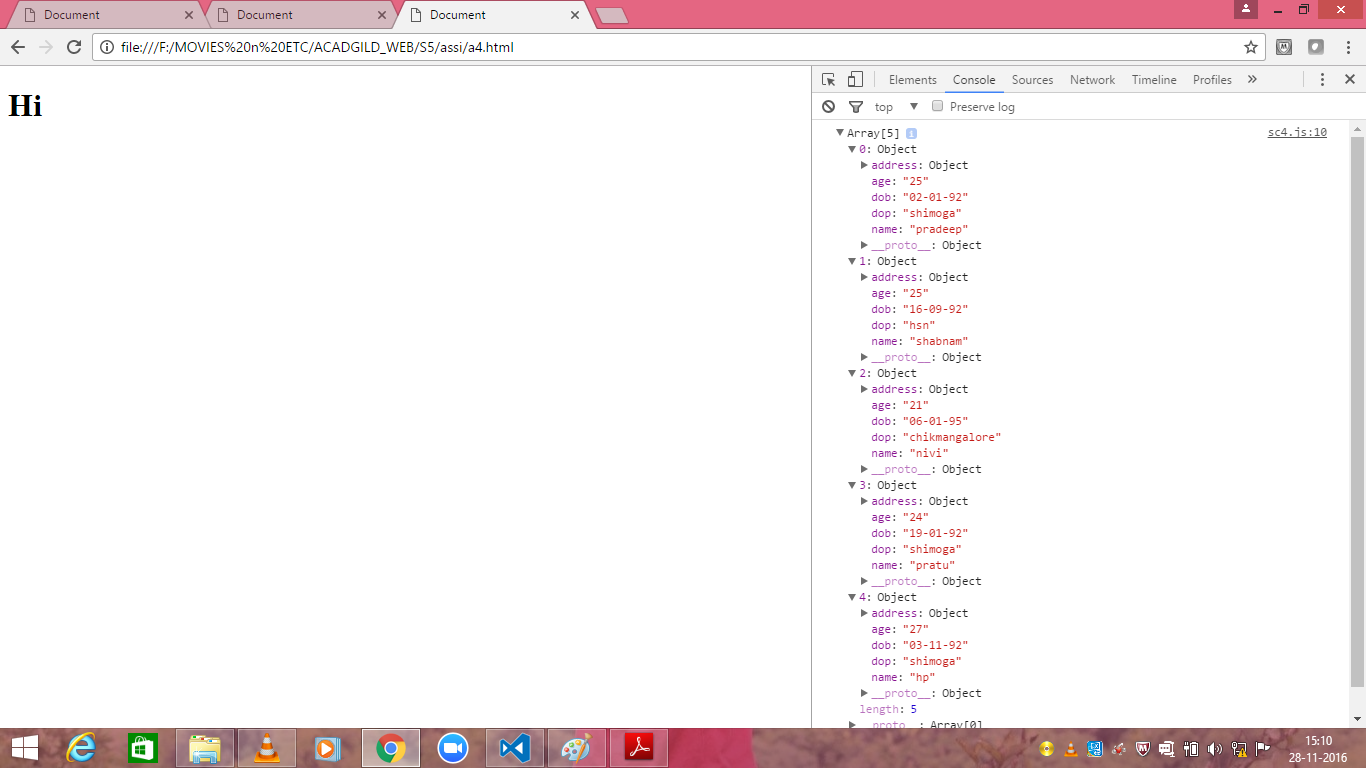 Document
Document
Document
file:///F:/MOVIES%20n%20ETC/ACADGILD_WEB/S5/assi/a4.html
Hi
Elements Console Sources Network Timeline Profiles »
top Preserve log
Array[5] i sc4.js:10
0: Object
address: Object
age: "25"
dob: "02-01-92"
dop: "shimoga"
name: "pradeep"
__proto__: Object
1: Object
address: Object
age: "25"
dob: "16-09-92"
dop: "hsn"
name: "shabnam"
__proto__: Object
2: Object
address: Object
age: "21"
dob: "06-01-95"
dop: "chikmangalore"
name: "nivi"
__proto__: Object
3: Object
address: Object
age: "24"
dob: "19-01-92"
dop: "shimoga"
name: "pratu"
__proto__: Object
4: Object
address: Object
age: "27"
dob: "03-11-92"
dop: "shimoga"
name: "hp"
__proto__: Object
length: 5
__proto__: Array[0]
15:10
28-11-2016